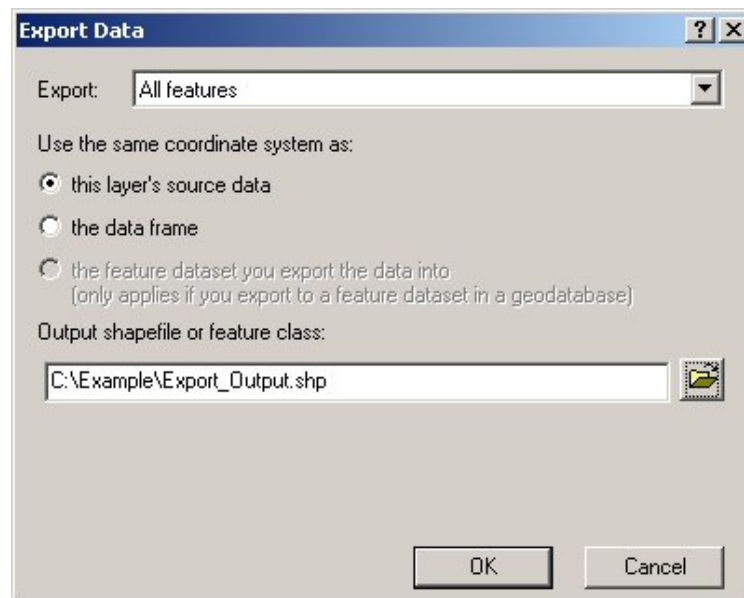 Export Data
Export: All features
Use the same coordinate system as:
this layer's source data
the data frame
the feature dataset you export the data into
(only applies if you export to a feature dataset in a geodatabase)
Output shapefile or feature class:
C:\Example\Export_Output.shp
OK Cancel